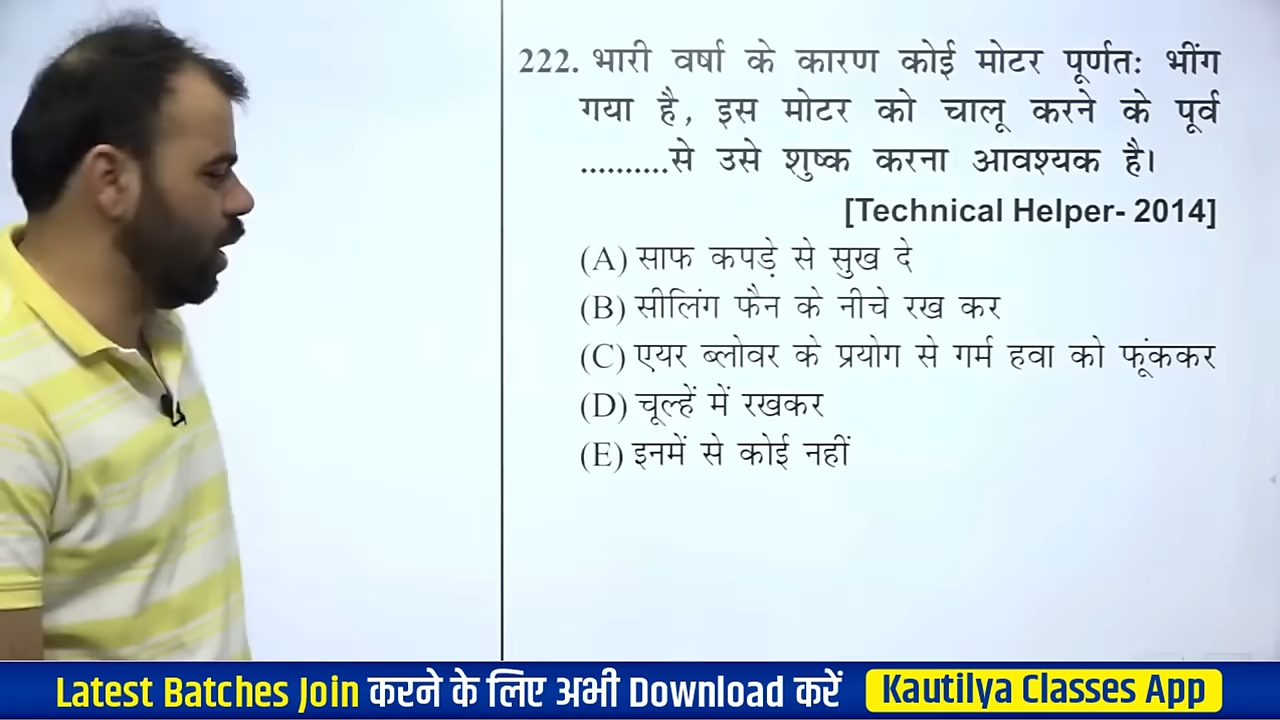 222. भारी वर्षा के कारण कोई मोटर पूर्णतः भींग
गया है, इस मोटर को चालू करने के पूर्व
..........से उसे शुष्क करना आवश्यक है।
[Technical Helper- 2014]
(A) साफ कपड़े से सुख दे
(B) सीलिंग फैन के नीचे रख कर
(C) एयर ब्लोवर के प्रयोग से गर्म हवा को फूंककर
(D) चूल्हें में रखकर
(E) इनमें से कोई नहीं
Latest Batches Join करने के लिए अभी Download करें Kautilya Classes App